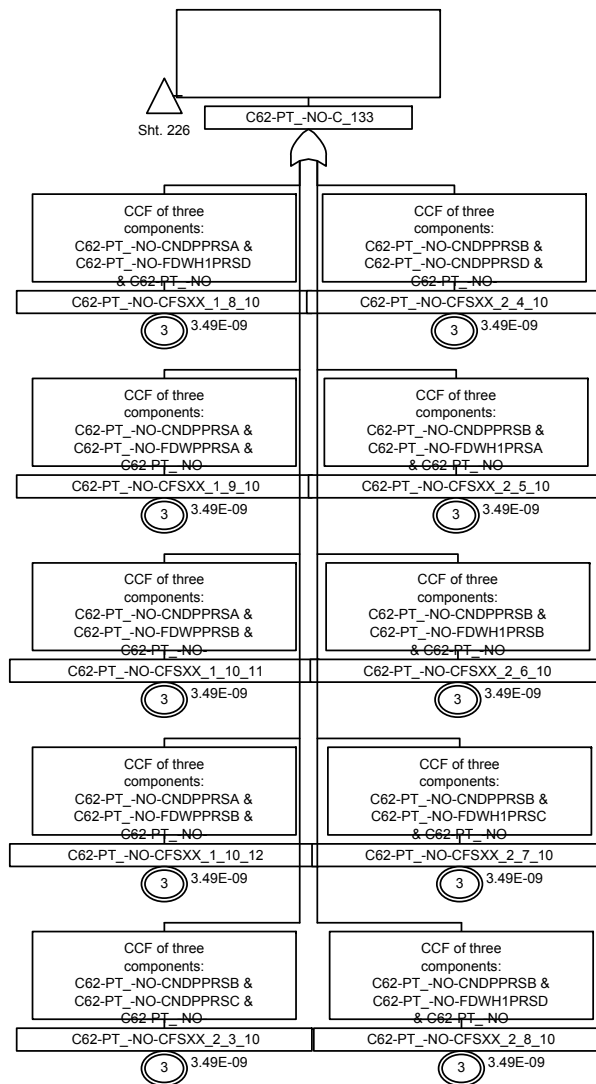 Sht. 226
C62-PT_-NO-C_133
CCF of three
components:
C62-PT_-NO-CNDPPRSA &
C62-PT_-NO-FDWH1PRSD
& C62-PT_-NO
C62-PT_-NO-CFSXX_1_8_10
3
3.49E-09
CCF of three
components:
C62-PT_-NO-CNDPPRSB &
C62-PT_-NO-CNDPPRSD &
C62-PT_-NO-
C62-PT_-NO-CFSXX_2_4_10
3
3.49E-09
CCF of three
components:
C62-PT_-NO-CNDPPRSA &
C62-PT_-NO-FDWPPRSA &
C62-PT_-NO-
C62-PT_-NO-CFSXX_1_9_10
3
3.49E-09
CCF of three
components:
C62-PT_-NO-CNDPPRSB &
C62-PT_-NO-FDWH1PRSA
& C62-PT_-NO
C62-PT_-NO-CFSXX_2_5_10
3
3.49E-09
CCF of three
components:
C62-PT_-NO-CNDPPRSA &
C62-PT_-NO-FDWPPRSB &
C62-PT_-NO-
C62-PT_-NO-CFSXX_1_10_11
3
3.49E-09
CCF of three
components:
C62-PT_-NO-CNDPPRSB &
C62-PT_-NO-FDWH1PRSB
& C62-PT_-NO
C62-PT_-NO-CFSXX_2_6_10
3
3.49E-09
CCF of three
components:
C62-PT_-NO-CNDPPRSA &
C62-PT_-NO-FDWPPRSB &
C62-PT_-NO-
C62-PT_-NO-CFSXX_1_10_12
3
3.49E-09
CCF of three
components:
C62-PT_-NO-CNDPPRSB &
C62-PT_-NO-FDWH1PRSC
& C62-PT_-NO
C62-PT_-NO-CFSXX_2_7_10
3
3.49E-09
CCF of three
components:
C62-PT_-NO-CNDPPRSB &
C62-PT_-NO-CNDPPRSC &
C62-PT_-NO-
C62-PT_-NO-CFSXX_2_3_10
3
3.49E-09
CCF of three
components:
C62-PT_-NO-CNDPPRSB &
C62-PT_-NO-FDWH1PRSD
& C62-PT_-NO
C62-PT_-NO-CFSXX_2_8_10
3
3.49E-09